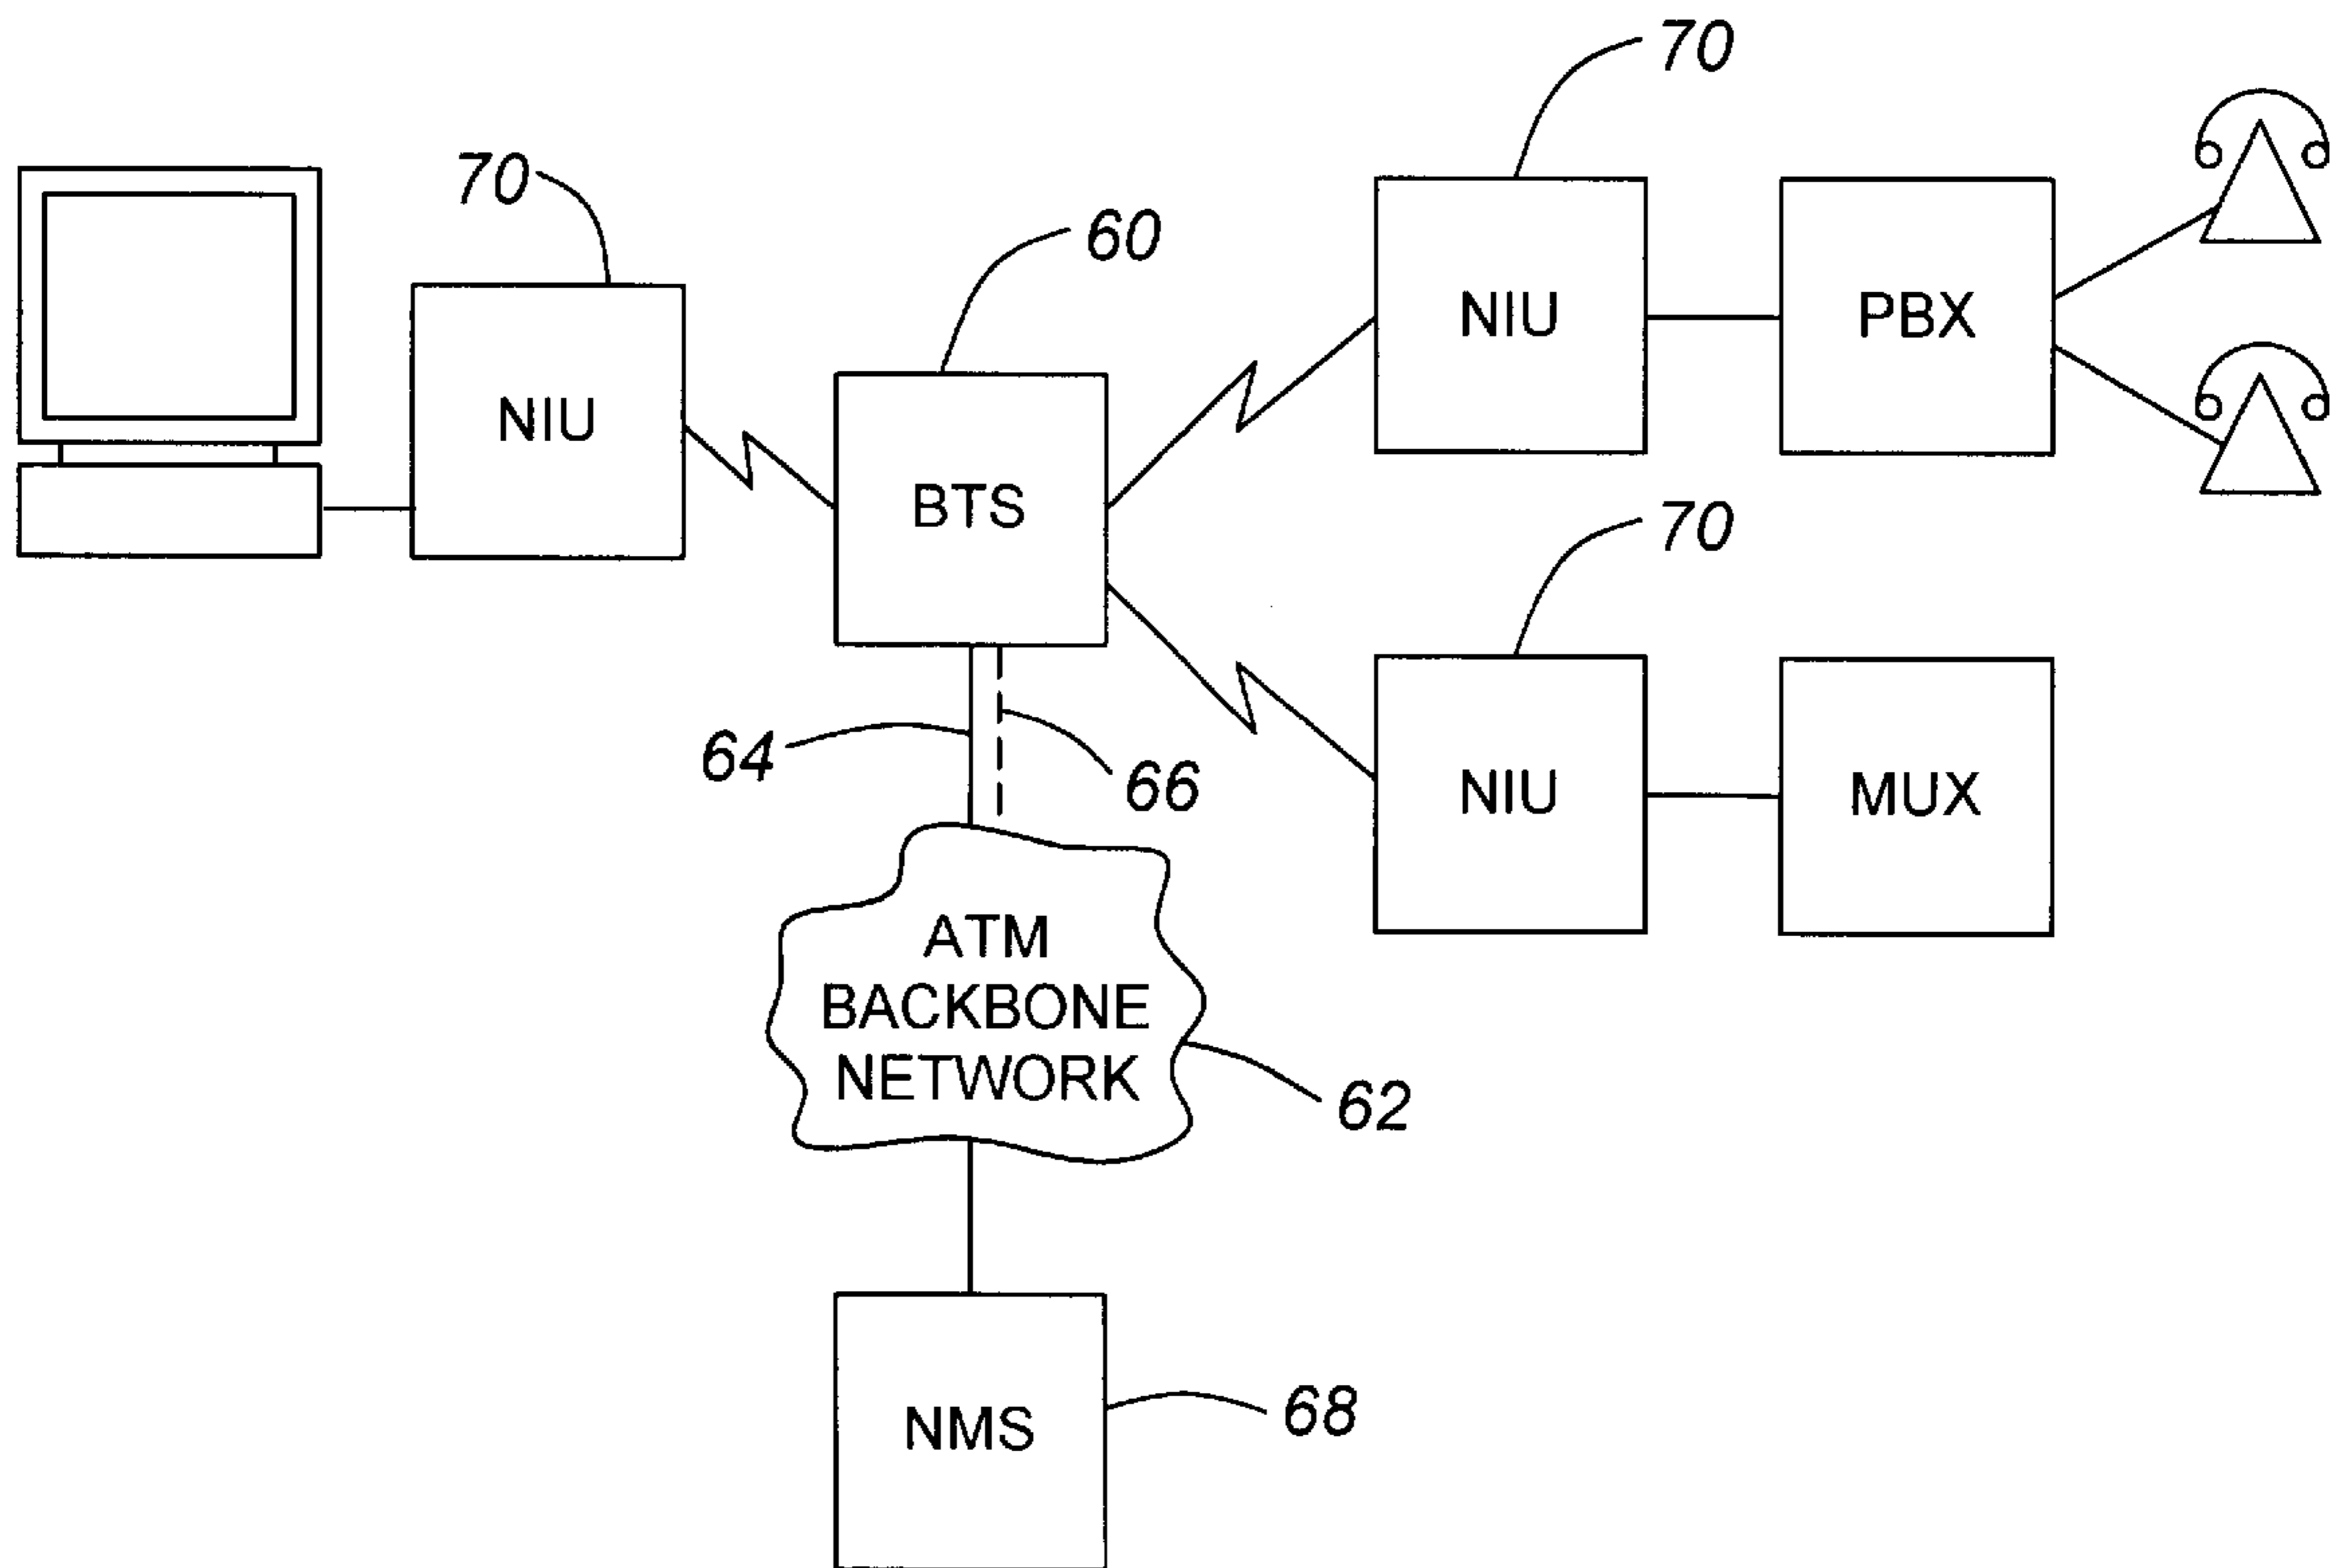 70
70
60
NIU
PBX
NIU
BTS
70
64
66
NIU
MUX
ATM
BACKBONE
NETWORK
62
68
NMS